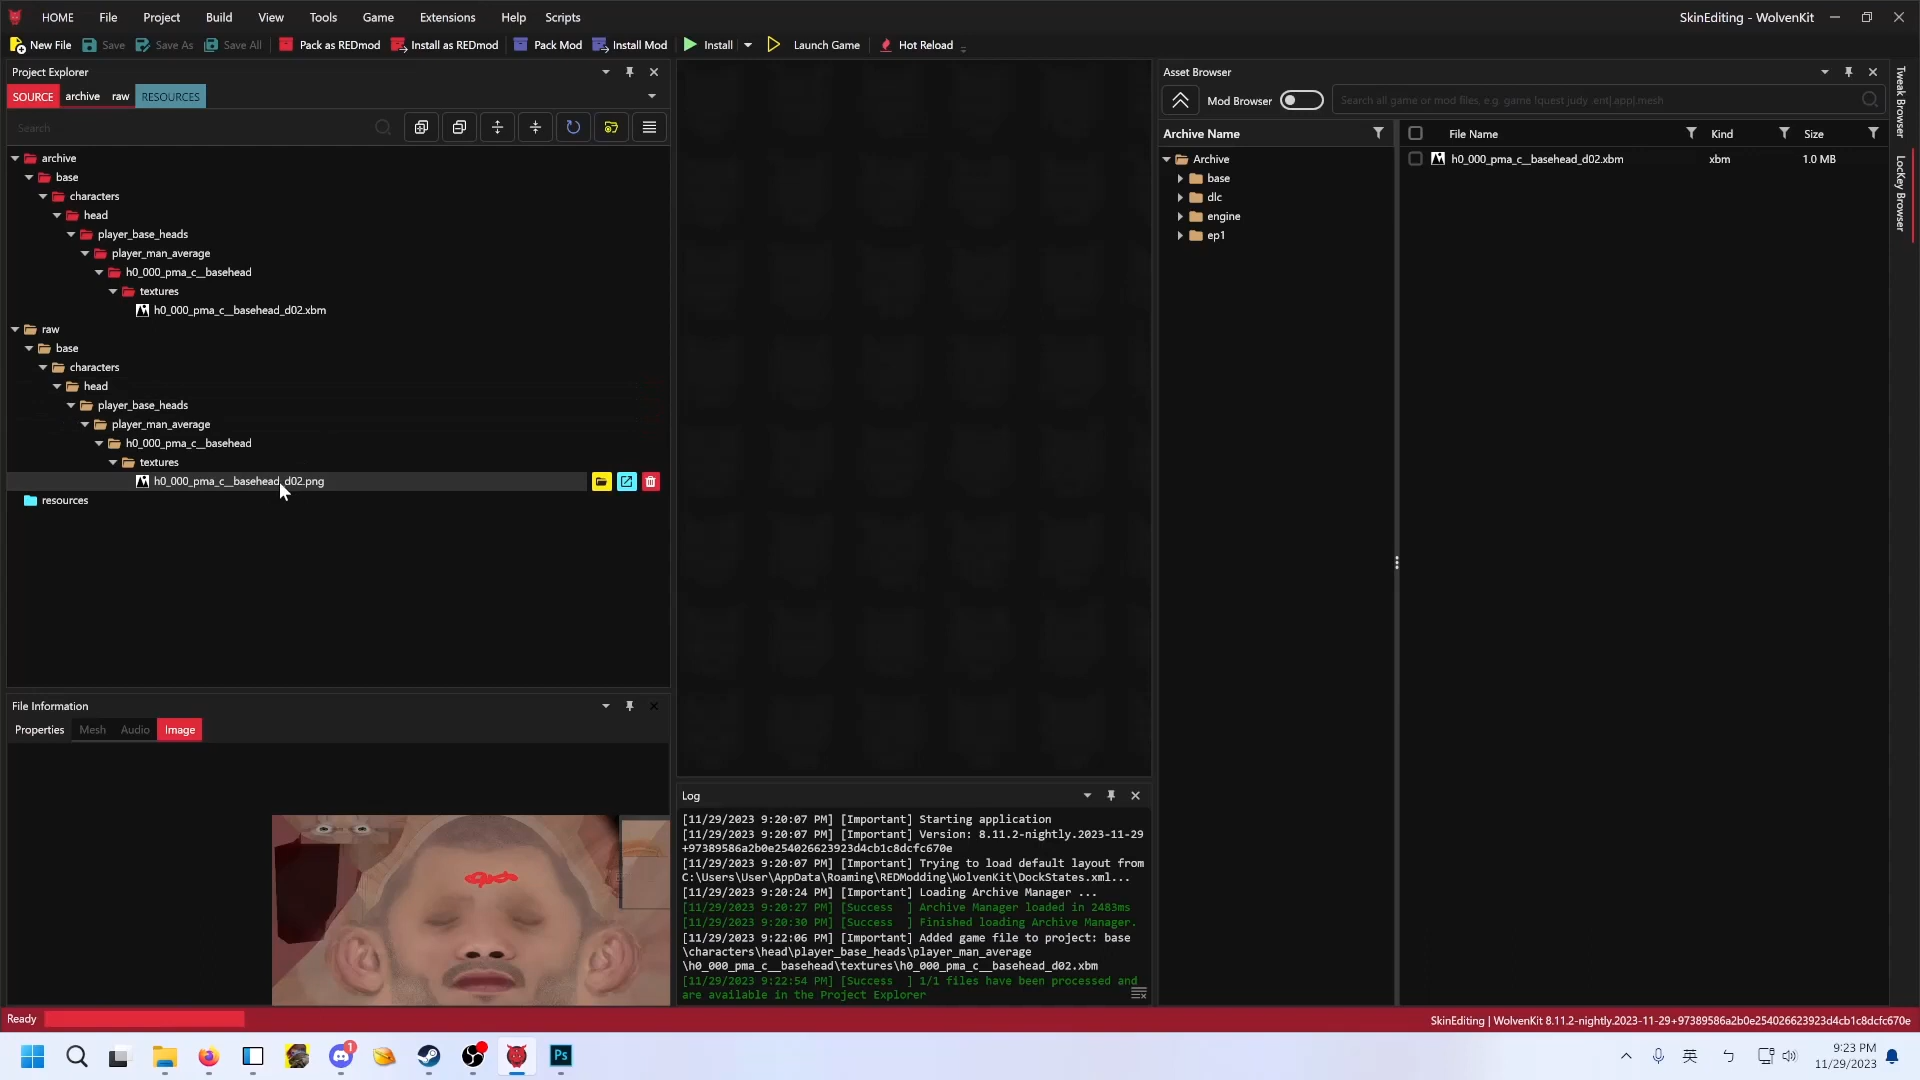 HOME File Project Build View Tools Game Extensions Help Scripts
SkinEditing - WolvenKit
New File Save Save As Save All Pack as REDmod Install as REDmod Pack Mod Install Mod Install Launch Game Hot Reload
Project Explorer
SOURCE archive raw RESOURCES
Search
archive
base
characters
head
player_base_heads
player_man_average
h0_000_pma_c__basehead
textures
h0_000_pma_c__basehead_d02.xbm
raw
base
characters
head
player_base_heads
player_man_average
h0_000_pma_c__basehead
textures
h0_000_pma_c__basehead_d02.png
resources
File Information
Properties Mesh Audio Image
Log
[11/29/2023 9:20:07 PM] [Important] Starting application
[11/29/2023 9:20:07 PM] [Important] Version: 8.11.2-nightly.2023-11-29
+97389586a2b0e254026623923d4cb1c8dcfc670e
[11/29/2023 9:20:07 PM] [Important] Trying to load default layout from
C:\Users\User\AppData\Roaming\REDModding\WolvenKit\DockStates.xml...
[11/29/2023 9:20:24 PM] [Important] Loading Archive Manager ...
[11/29/2023 9:20:27 PM] [Success ] Archive Manager loaded in 2483ms
[11/29/2023 9:20:30 PM] [Success ] Finished loading Archive Manager.
[11/29/2023 9:22:06 PM] [Important] Added game file to project: base
\characters\head\player_base_heads\player_man_average
\h0_000_pma_c__basehead\textures\h0_000_pma_c__basehead_d02.xbm
[11/29/2023 9:22:54 PM] [Success ] 1/1 files have been processed and
are available in the Project Explorer
Asset Browser
Mod Browser Search all game or mod files, e.g. game !quest judy .ent|.app|.mesh
Archive Name File Name Kind Size
Archive
base
dlc
engine
ep1
h0_000_pma_c__basehead_d02.xbm xbm 1.0 MB
Tweak Browser
LocKey Browser
Ready
SkinEditing | WolvenKit 8.11.2-nightly.2023-11-29+97389586a2b0e254026623923d4cb1c8dcfc670e
1
Ps
英
ㄅ
9:23 PM
11/29/2023